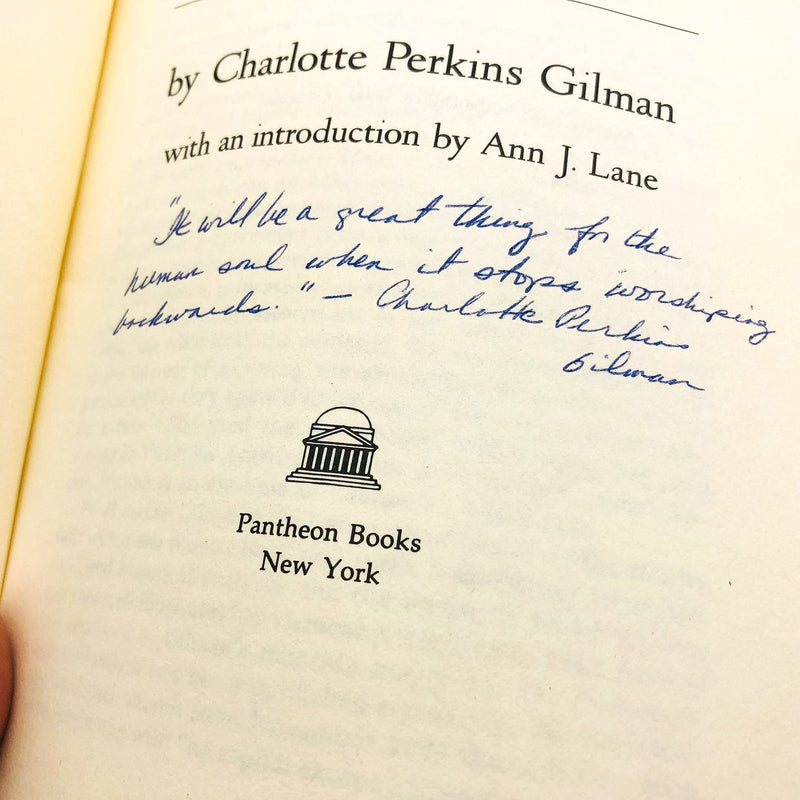 by Charlotte Perkins Gilman
with an introduction by Ann J. Lane
"It will be a great thing for the
human soul when it stops worshiping
backwards." — Charlotte Perkins
Gilman
Pantheon Books
New York